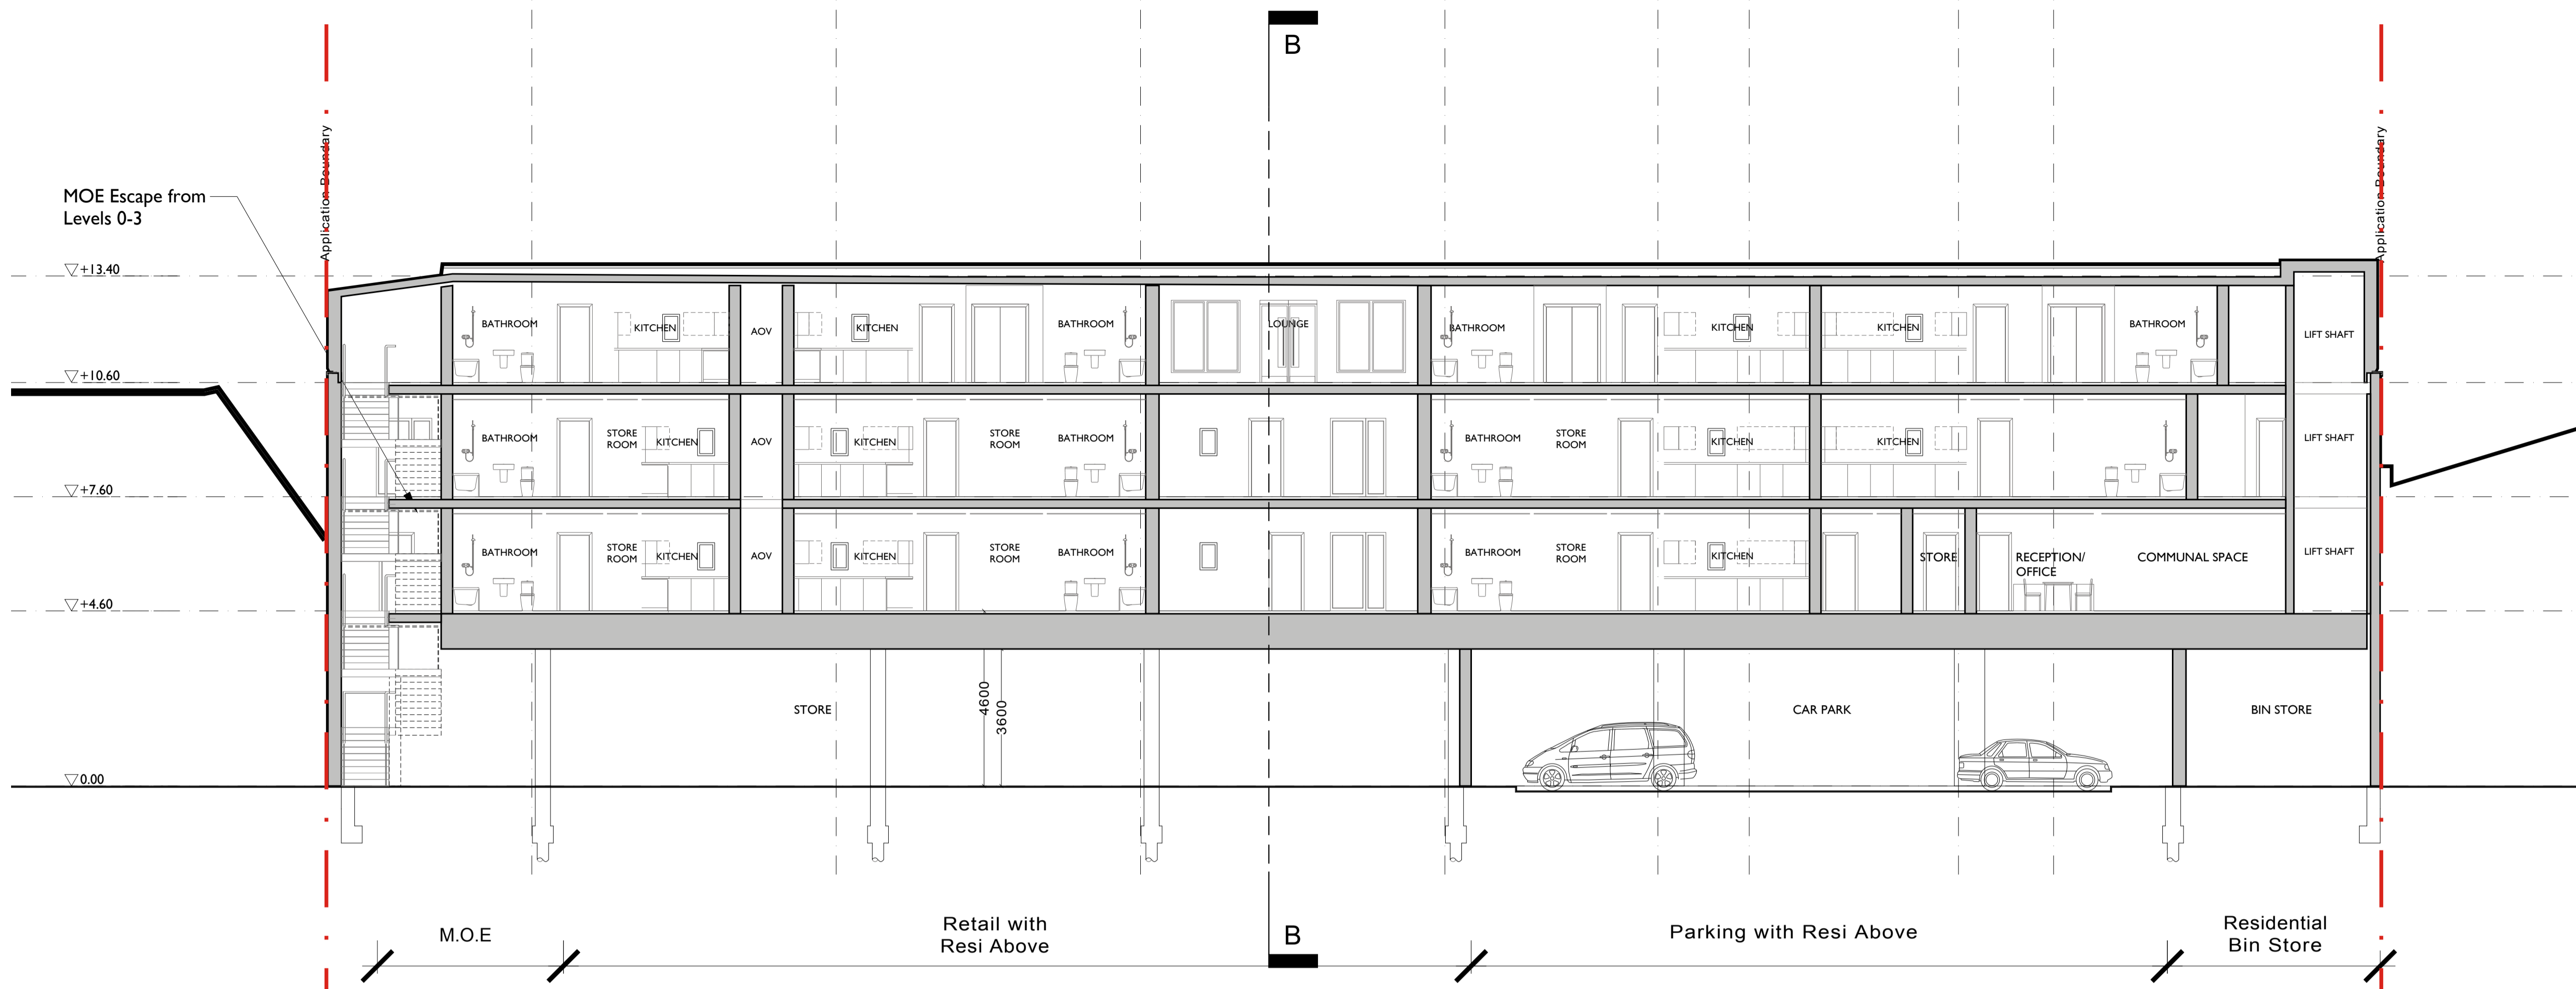 B
Application Boundary
Application Boundary
MOE Escape from
Levels 0-3
+13.40
BATHROOM
KITCHEN
AOV
KITCHEN
BATHROOM
LOUNGE
BATHROOM
KITCHEN
KITCHEN
BATHROOM
LIFT SHAFT
+10.60
BATHROOM
STORE
ROOM
KITCHEN
AOV
KITCHEN
STORE
ROOM
BATHROOM
BATHROOM
STORE
ROOM
KITCHEN
KITCHEN
LIFT SHAFT
+7.60
BATHROOM
STORE
ROOM
KITCHEN
AOV
KITCHEN
STORE
ROOM
BATHROOM
BATHROOM
STORE
ROOM
KITCHEN
STORE
RECEPTION/
OFFICE
COMMUNAL SPACE
LIFT SHAFT
+4.60
STORE
4600
3600
CAR PARK
BIN STORE
0.00
M.O.E
Retail with
Resi Above
B
Parking with Resi Above
Residential
Bin Store